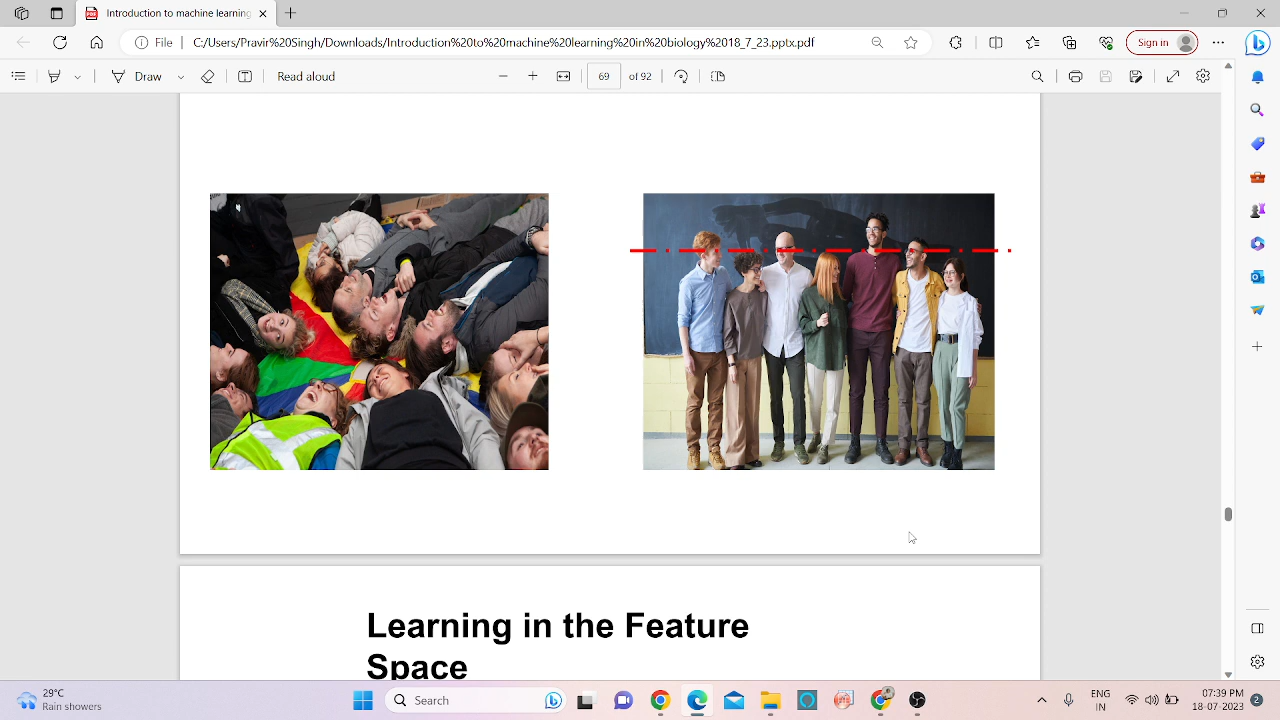 Introduction to machine learning
File
C:/Users/Pravir%20Singh/Downloads/Introduction%20to%20machine%20learning%20in%20biology%2018_7_23.pptx.pdf
Sign in
Draw
Read aloud
69
of 92
Learning in the Feature
Space
29°C
Rain showers
Search
ENG
IN
07:39 PM
18-07-2023
2